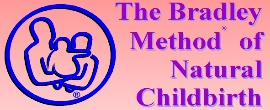 The Bradley
Method* of
Natural
Childbirth
®